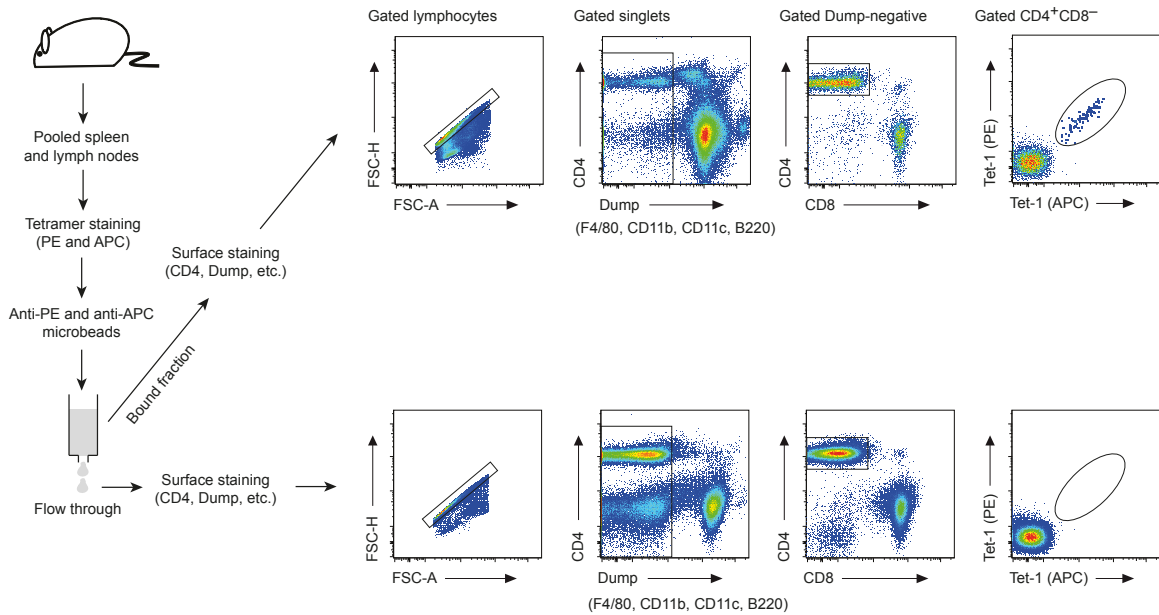 Gated lymphocytes
Gated singlets
Gated Dump-negative
Gated CD4⁺CD8⁻
Pooled spleen
and lymph nodes
Tetramer staining
(PE and APC)
Anti-PE and anti-APC
microbeads
Bound fraction
Flow through
Surface staining
(CD4, Dump, etc.)
Surface staining
(CD4, Dump, etc.)
FSC-H
FSC-A
CD4
Dump
(F4/80, CD11b, CD11c, B220)
CD4
CD8
Tet-1 (PE)
Tet-1 (APC)
FSC-H
FSC-A
CD4
Dump
(F4/80, CD11b, CD11c, B220)
CD4
CD8
Tet-1 (PE)
Tet-1 (APC)